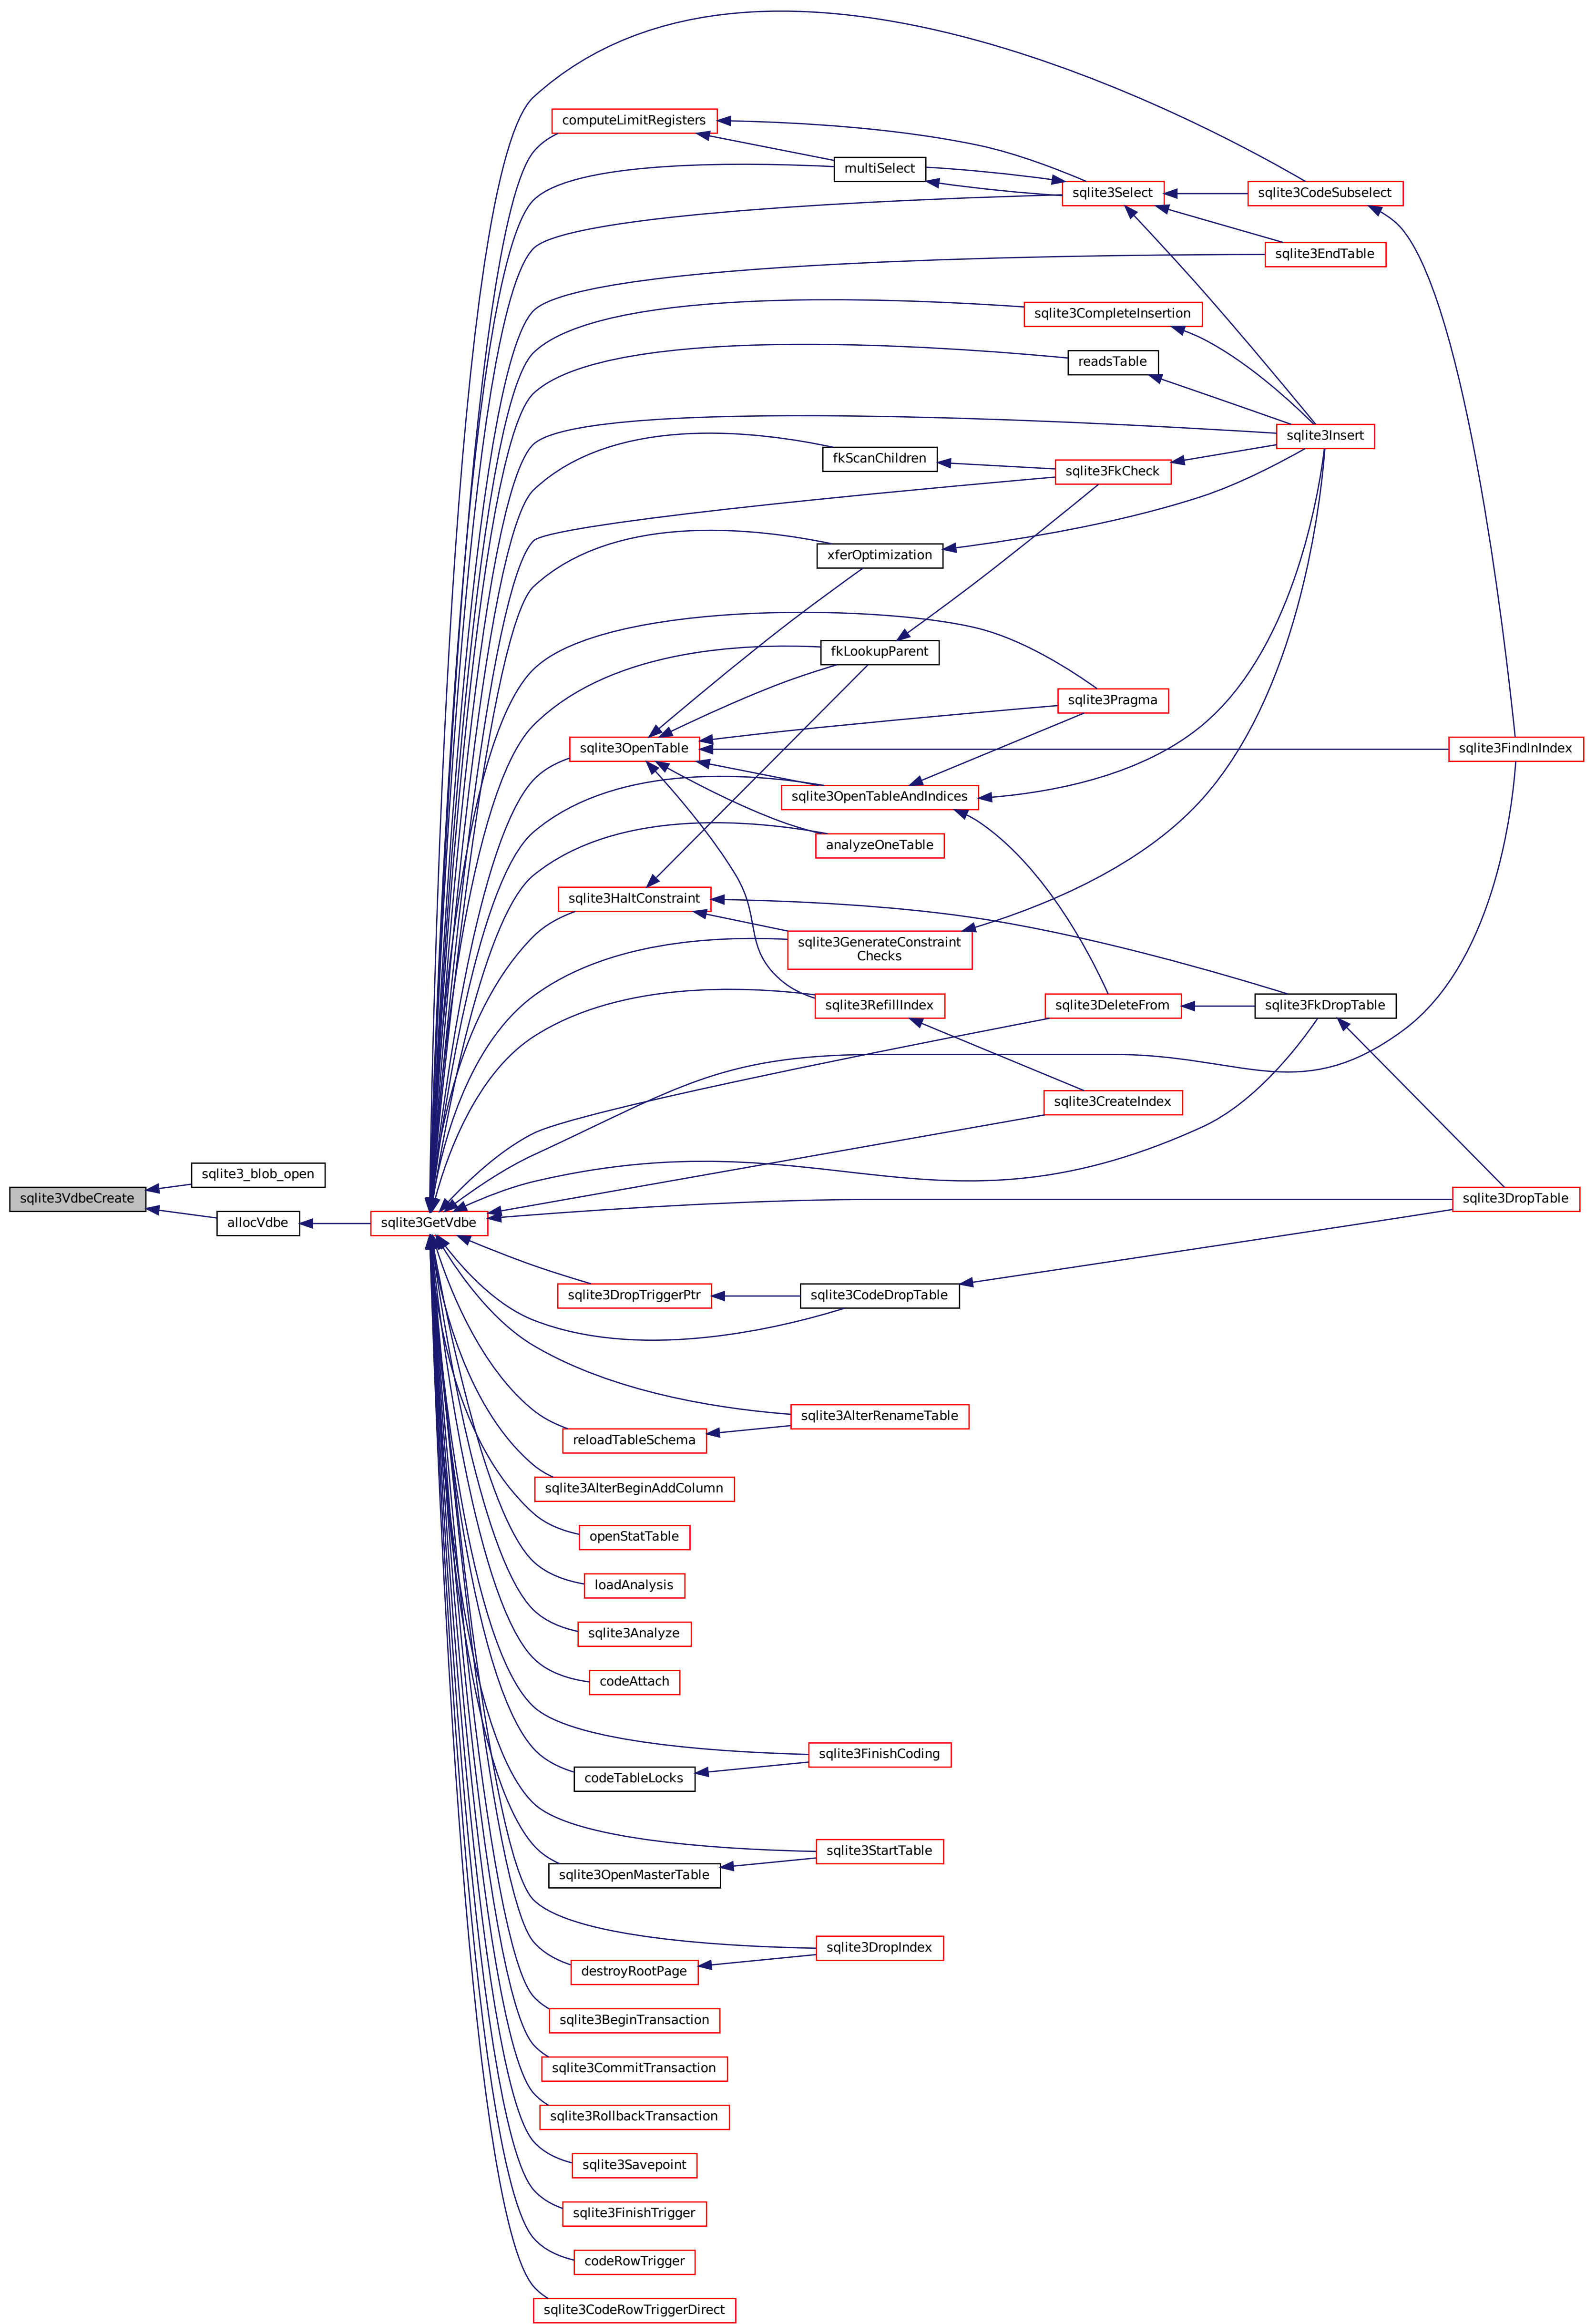 computeLimitRegisters
multiSelect
sqlite3Select
sqlite3CodeSubselect
sqlite3EndTable
sqlite3CompleteInsertion
readsTable
sqlite3Insert
fkScanChildren
sqlite3FkCheck
xferOptimization
fkLookupParent
sqlite3Pragma
sqlite3OpenTable
sqlite3FindInIndex
sqlite3OpenTableAndIndices
analyzeOneTable
sqlite3HaltConstraint
sqlite3GenerateConstraint
Checks
sqlite3RefillIndex
sqlite3DeleteFrom
sqlite3FkDropTable
sqlite3CreateIndex
sqlite3_blob_open
sqlite3VdbeCreate
sqlite3DropTable
allocVdbe
sqlite3GetVdbe
sqlite3DropTriggerPtr
sqlite3CodeDropTable
sqlite3AlterRenameTable
reloadTableSchema
sqlite3AlterBeginAddColumn
openStatTable
loadAnalysis
sqlite3Analyze
codeAttach
sqlite3FinishCoding
codeTableLocks
sqlite3StartTable
sqlite3OpenMasterTable
sqlite3DropIndex
destroyRootPage
sqlite3BeginTransaction
sqlite3CommitTransaction
sqlite3RollbackTransaction
sqlite3Savepoint
sqlite3FinishTrigger
codeRowTrigger
sqlite3CodeRowTriggerDirect